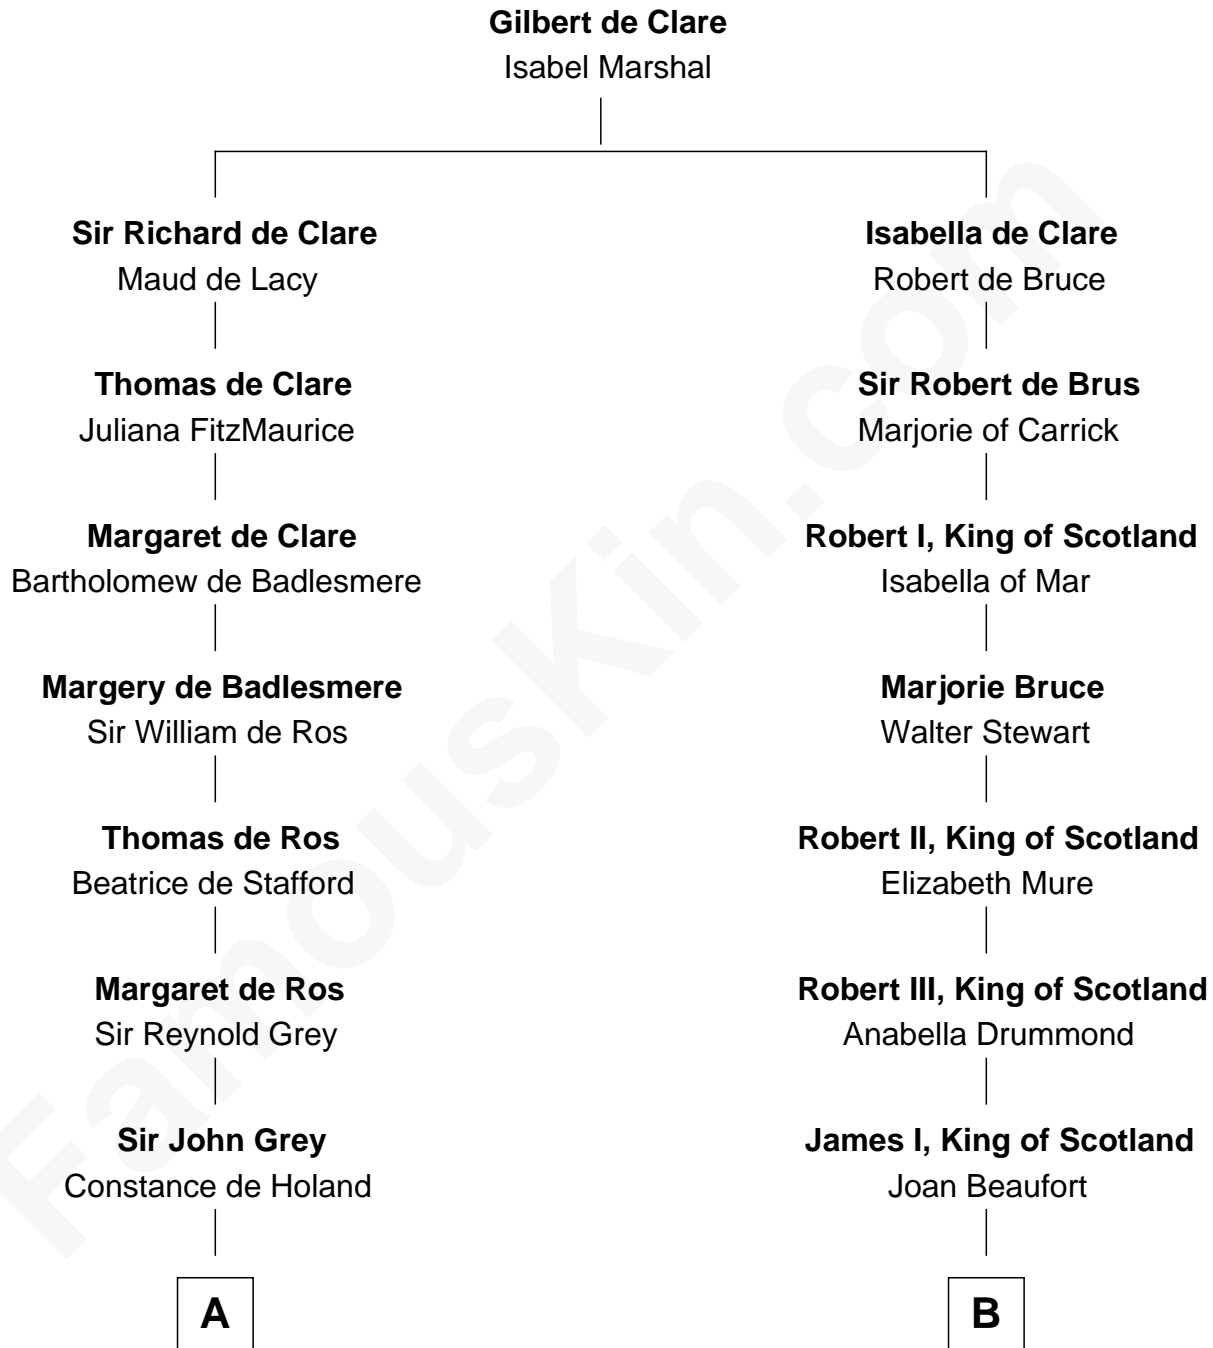 Gilbert de Clare
Isabel Marshal
Sir Richard de Clare
Maud de Lacy
Thomas de Clare
Juliana FitzMaurice
Margaret de Clare
Bartholomew de Badlesmere
Margery de Badlesmere
Sir William de Ros
Thomas de Ros
Beatrice de Stafford
Margaret de Ros
Sir Reynold Grey
Sir John Grey
Constance de Holand
A
Isabella de Clare
Robert de Bruce
Sir Robert de Brus
Marjorie of Carrick
Robert I, King of Scotland
Isabella of Mar
Marjorie Bruce
Walter Stewart
Robert II, King of Scotland
Elizabeth Mure
Robert III, King of Scotland
Anabella Drummond
James I, King of Scotland
Joan Beaufort
B
FamousKin.com